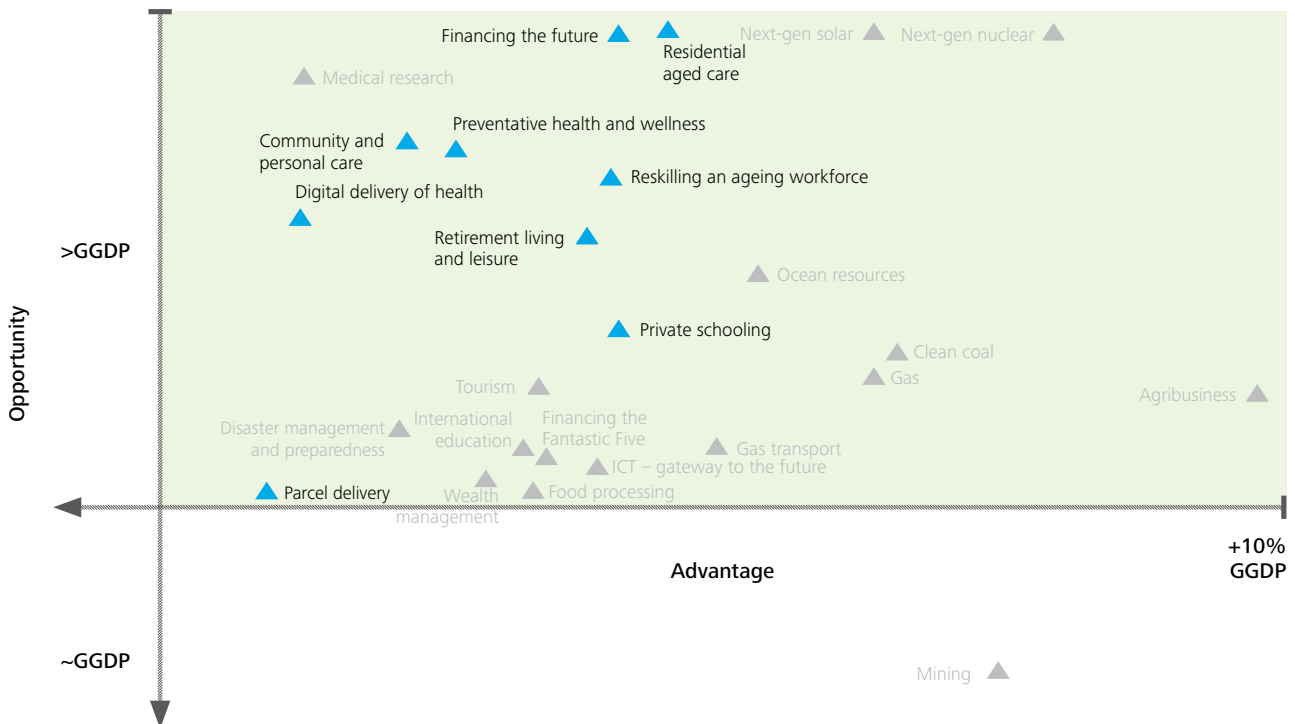 Financing the future
Residential
aged care
Next-gen solar
Next-gen nuclear
Medical research
Preventative health and wellness
Community and
personal care
Reskilling an ageing workforce
Digital delivery of health
Retirement living
and leisure
>GGDP
Ocean resources
Private schooling
Opportunity
Clean coal
Gas
Tourism
Agribusiness
Disaster management
and preparedness
International
education
Financing the
Fantastic Five
Gas transport
ICT – gateway to the future
Parcel delivery
Wealth
management
Food processing
Advantage
+10%
GGDP
~GGDP
Mining